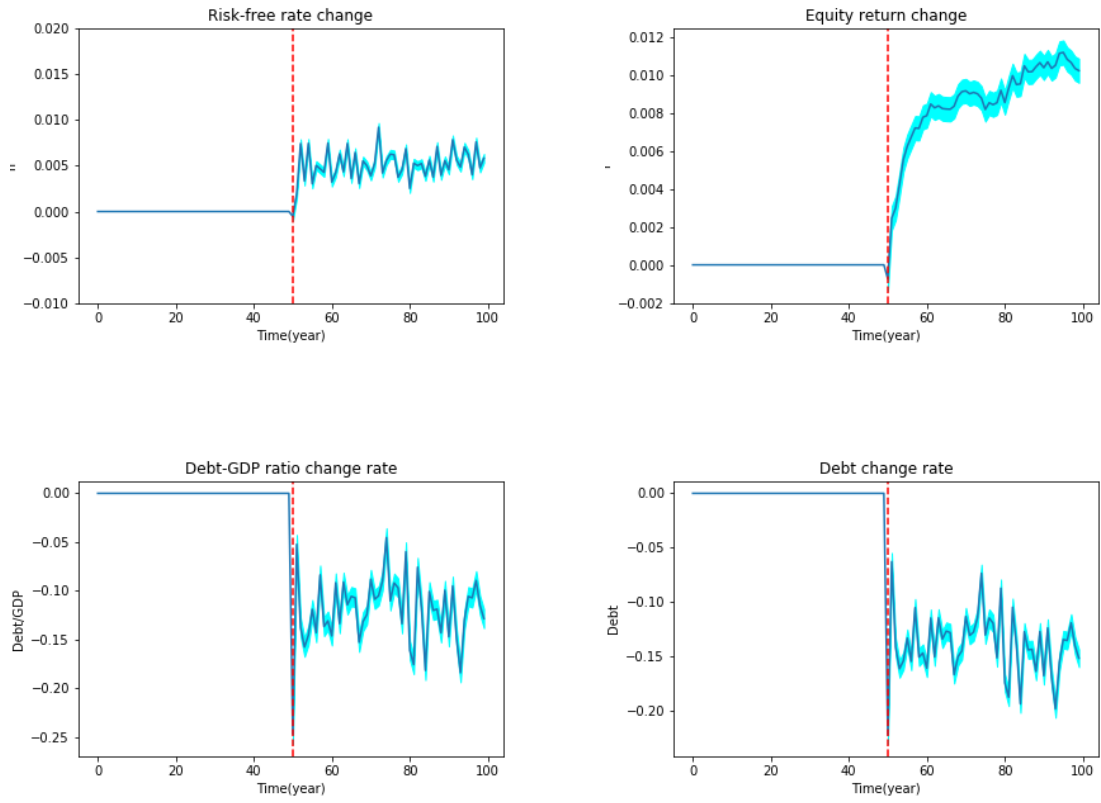 Risk-free rate change
0.020
0.015
0.010
0.005
0.000
−0.005
−0.010
0 20 40 60 80 100
Time(year)
Equity return change
0.012
0.010
0.008
0.006
0.004
0.002
0.000
−0.002
0 20 40 60 80 100
Time(year)
Debt-GDP ratio change rate
Debt/GDP
0.00
−0.05
−0.10
−0.15
−0.20
−0.25
0 20 40 60 80 100
Time(year)
Debt change rate
Debt
0.00
−0.05
−0.10
−0.15
−0.20
0 20 40 60 80 100
Time(year)